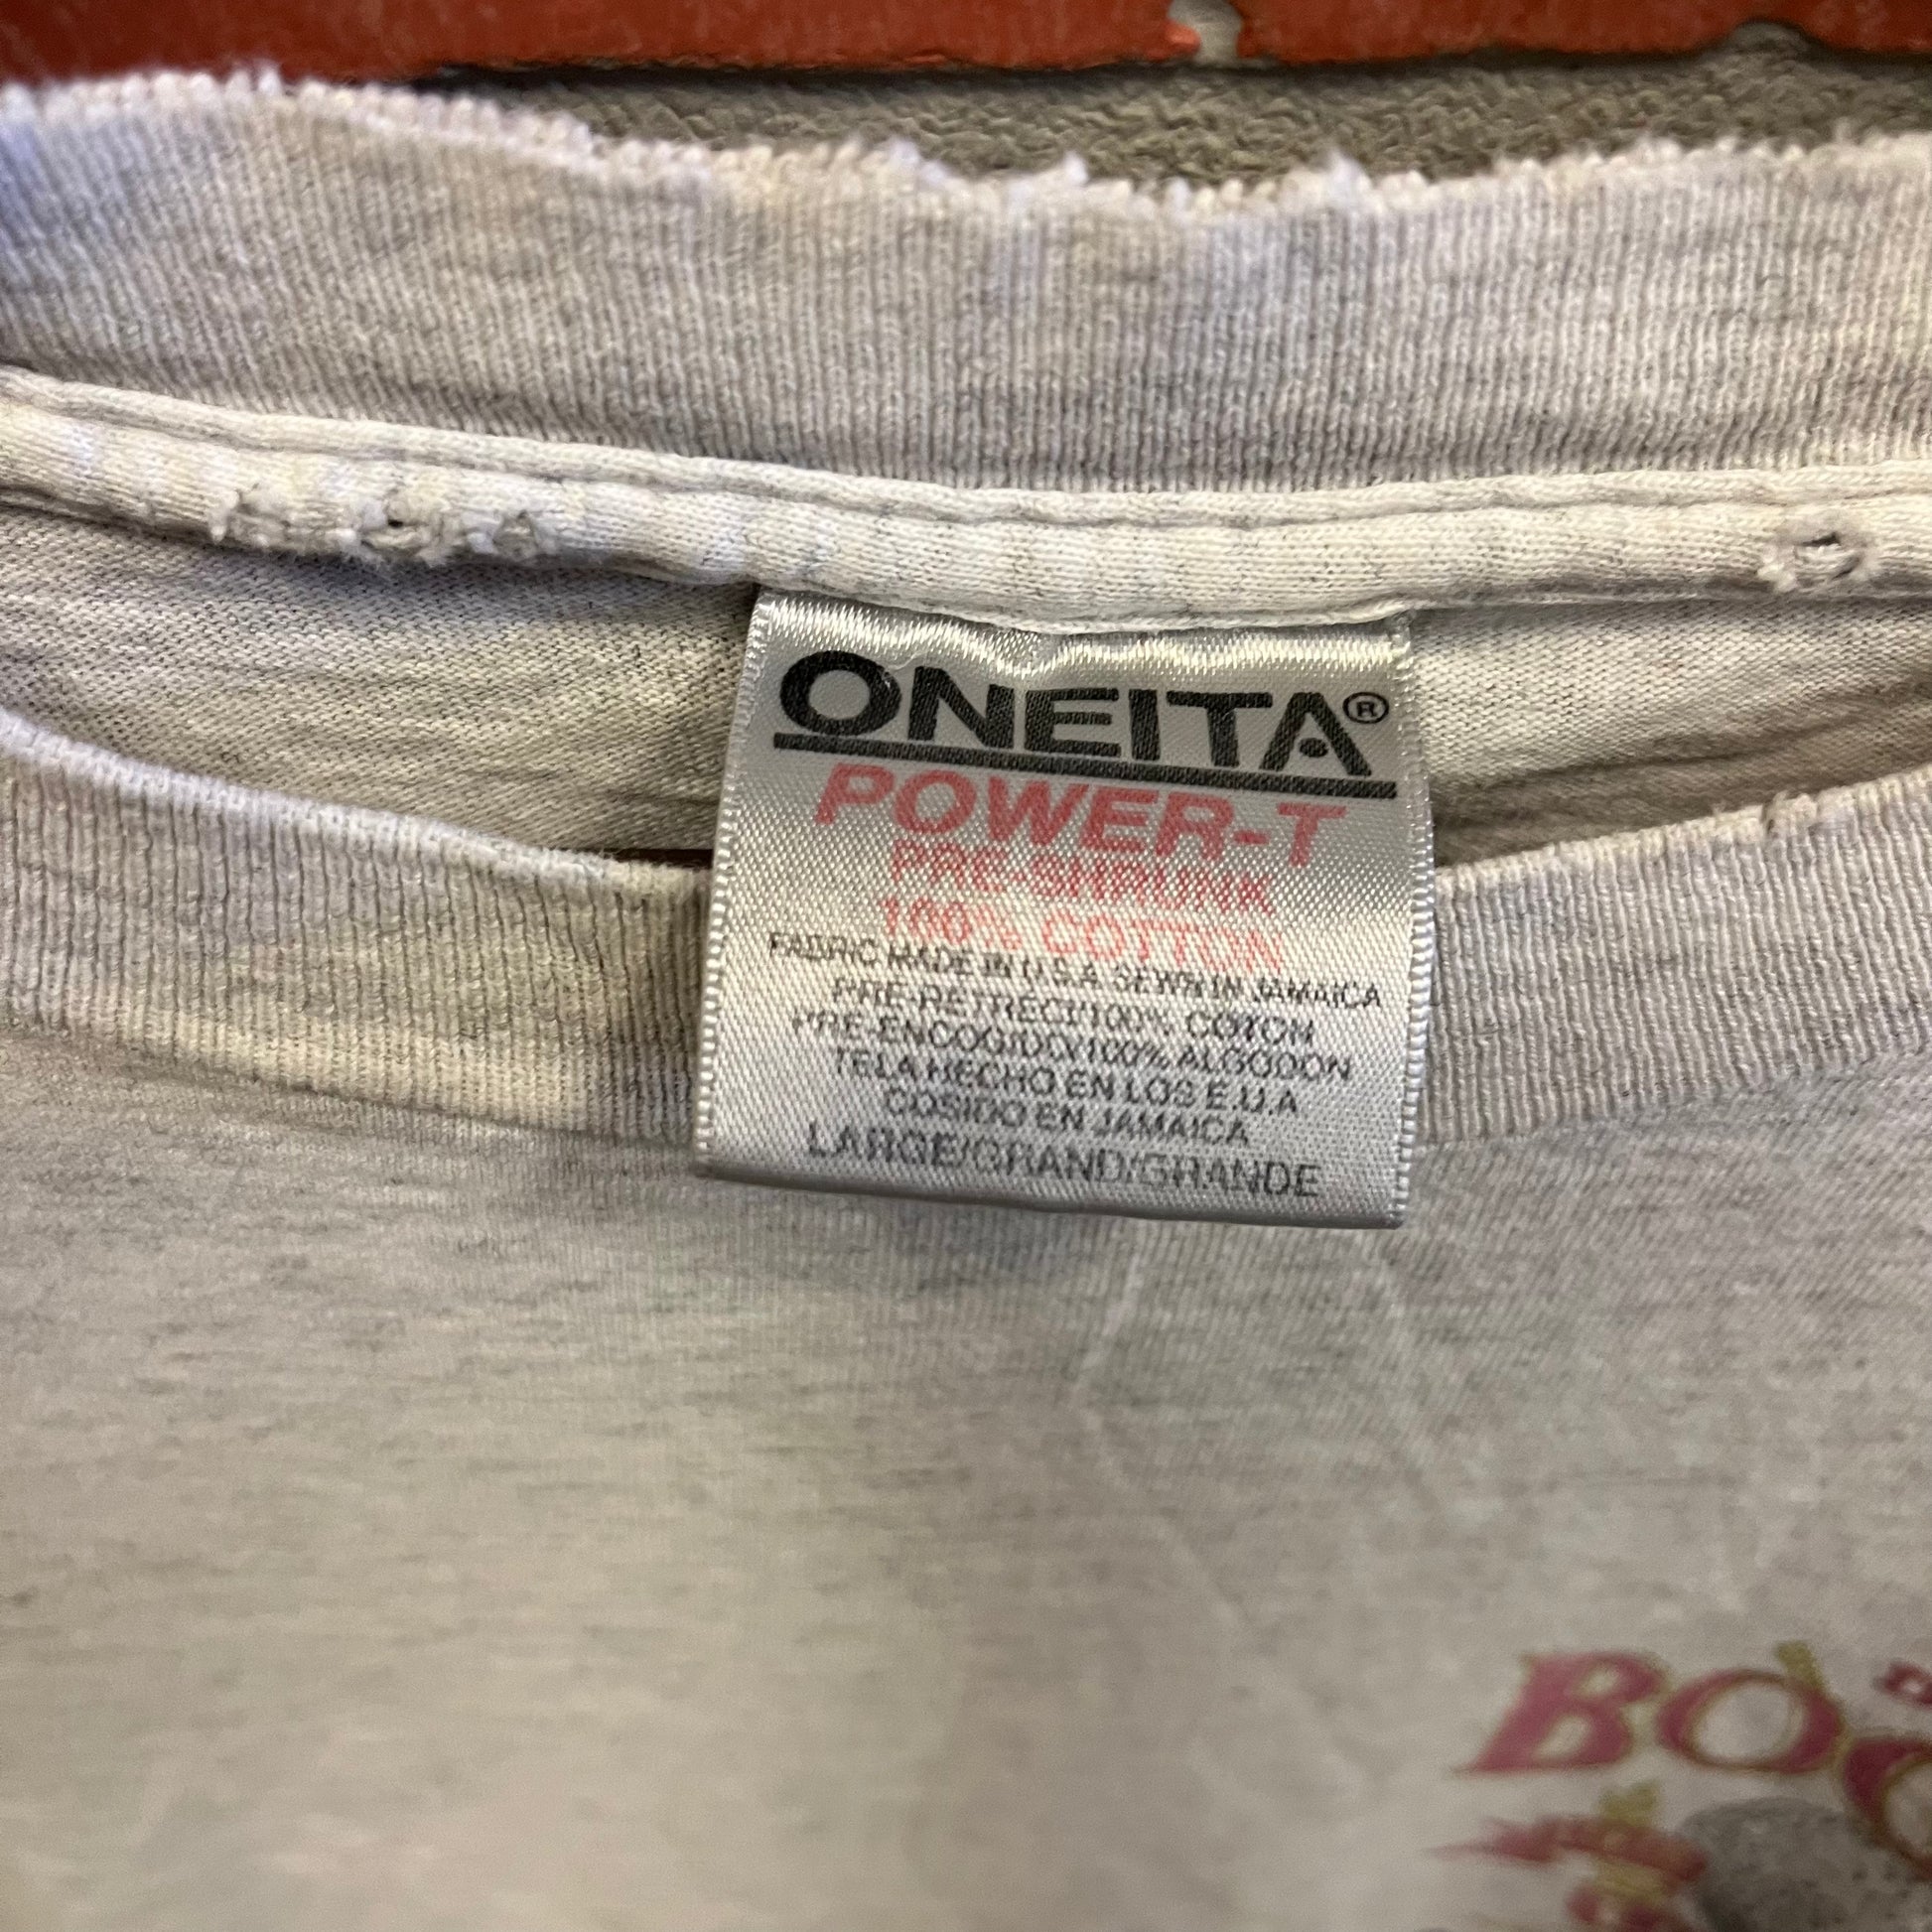 ONEITA®
POWER-T
PRE-SHRUNK
100% COTTON
FABRIC MADE IN U.S.A. SEWN IN JAMAICA
PRE-RETRÉCI/100% COTON
PRE-ENCOGIDO/100% ALGODON
TELA HECHO EN LOS E.U.A
COSIDO EN JAMAICA
LARGE/GRAND/GRANDE